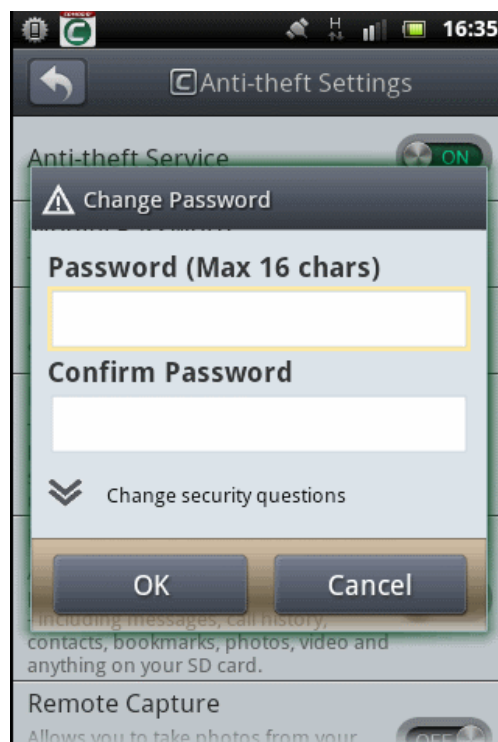 H
16:35
C Anti-theft Settings
Anti-theft Service
ON
Change Password
Password (Max 16 chars)
Confirm Password
Change security questions
OK
Cancel
including messages, call history,
contacts, bookmarks, photos, video and
anything on your SD card.
Remote Capture
Allows you to take photos from your
OFF